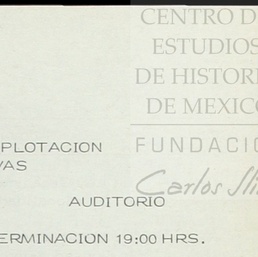 CENTRO D
ESTUDIOS
DE HISTORI
DE MEXICO
FUNDACIO
Carlos Sli
PLOTACION
VAS
AUDITORIO
ERMINACION 19:00 HRS.